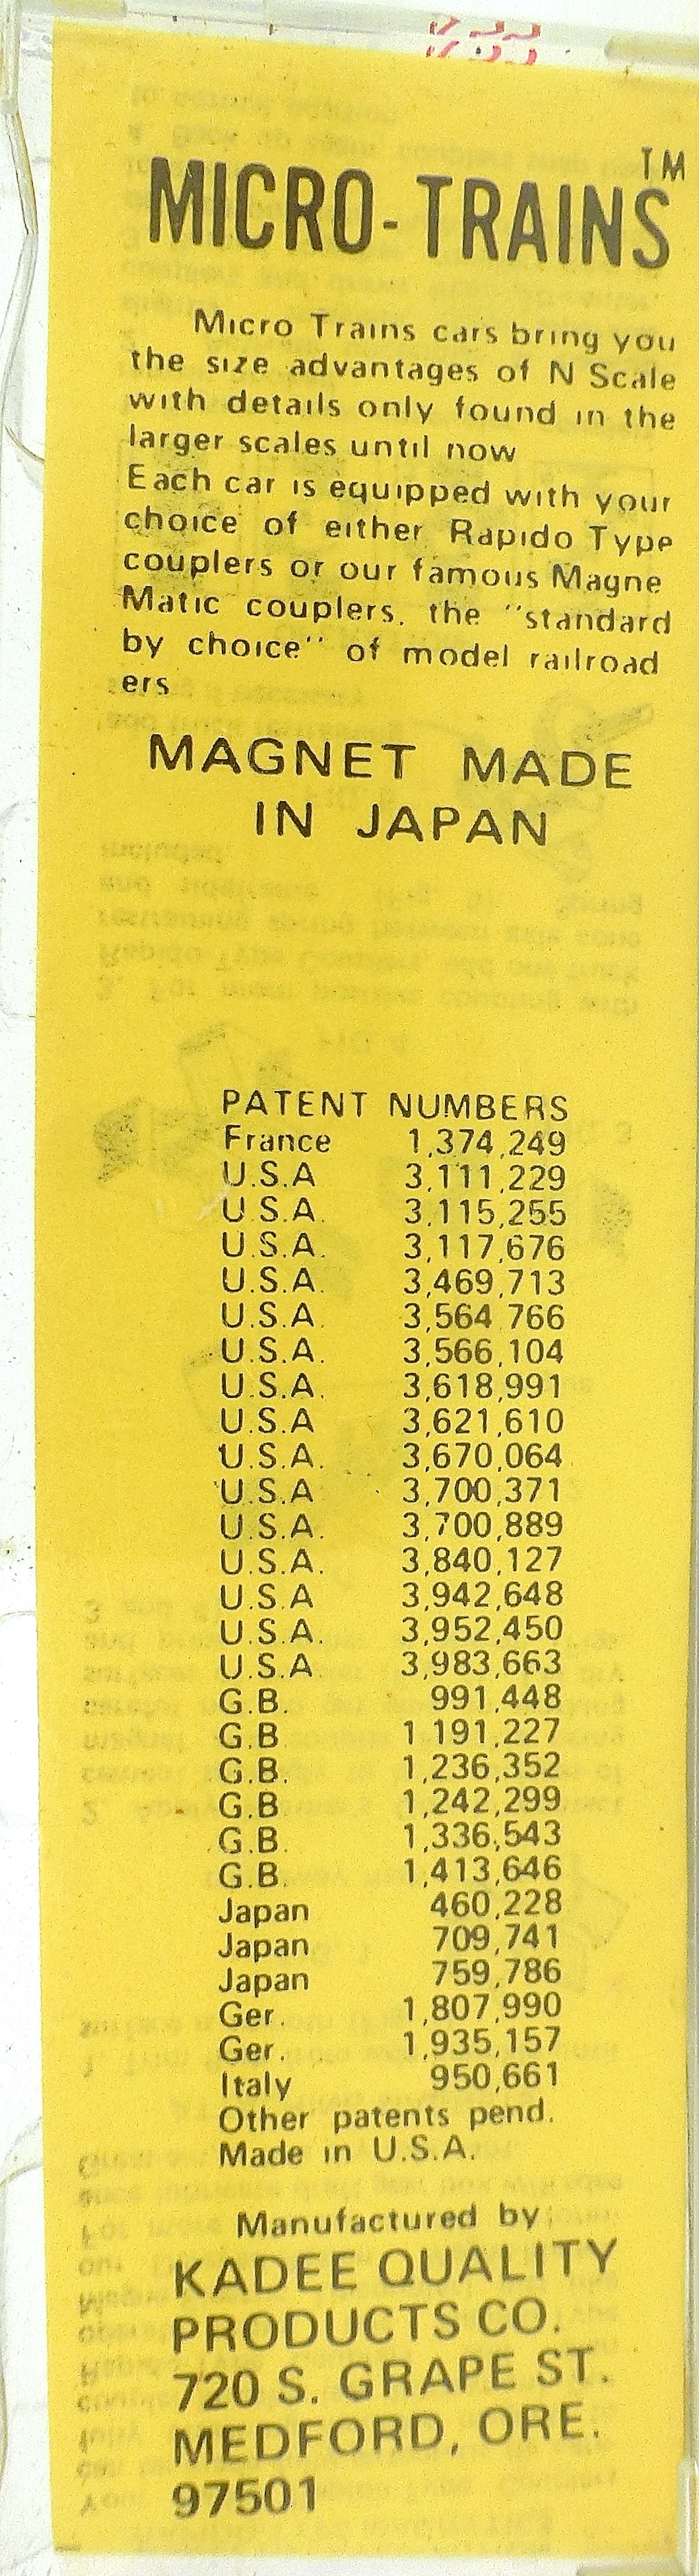 MICRO-TRAINS™
Micro Trains cars bring you
the size advantages of N Scale
with details only found in the
larger scales until now
Each car is equipped with your
choice of either Rapido Type
couplers or our famous Magne
Matic couplers, the "standard
by choice" of model railroad
ers
MAGNET MADE
IN JAPAN
PATENT NUMBERS
France 1,374,249
U.S.A 3,111,229
U.S.A. 3,115,255
U.S.A. 3,117,676
U.S.A. 3,469,713
U.S.A. 3,564,766
U.S.A. 3,566,104
U.S.A. 3,618,991
U.S.A 3,621,610
U.S.A. 3,670,064
U.S.A 3,700,371
U.S.A. 3,700,889
U.S.A. 3,840,127
U.S.A 3,942,648
U.S.A. 3,952,450
U.S.A 3,983,663
G.B. 991,448
G.B 1 191,227
G.B. 1,236,352
G.B 1,242,299
G.B. 1,336,543
G.B. 1,413,646
Japan 460,228
Japan 709,741
Japan 759,786
Ger. 1,807,990
Ger. 1,935,157
Italy 950,661
Other patents pend.
Made in U.S.A.
Manufactured by
KADEE QUALITY
PRODUCTS CO.
720 S. GRAPE ST.
MEDFORD, ORE.
97501